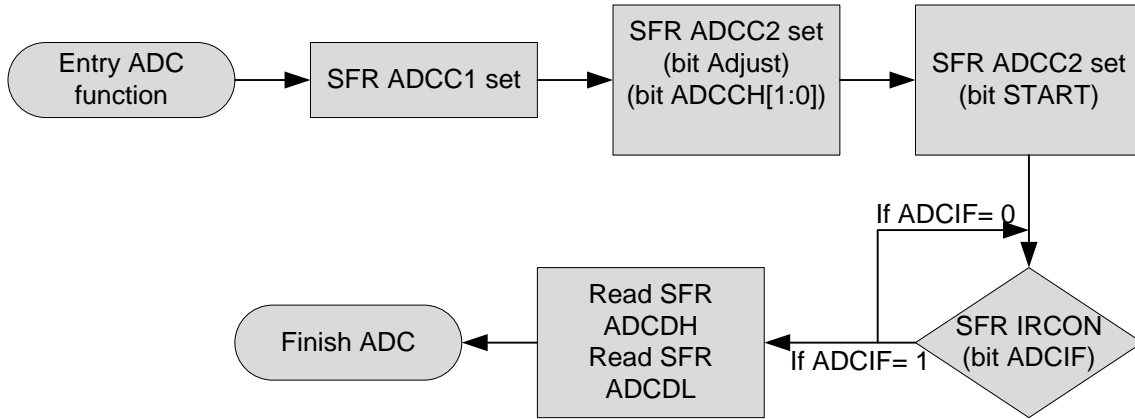 Entry ADC
function
SFR ADCC1 set
SFR ADCC2 set
(bit Adjust)
(bit ADCCH[1:0])
SFR ADCC2 set
(bit START)
If ADCIF= 0
SFR IRCON
(bit ADCIF)
If ADCIF= 1
Read SFR
ADCDH
Read SFR
ADCDL
Finish ADC